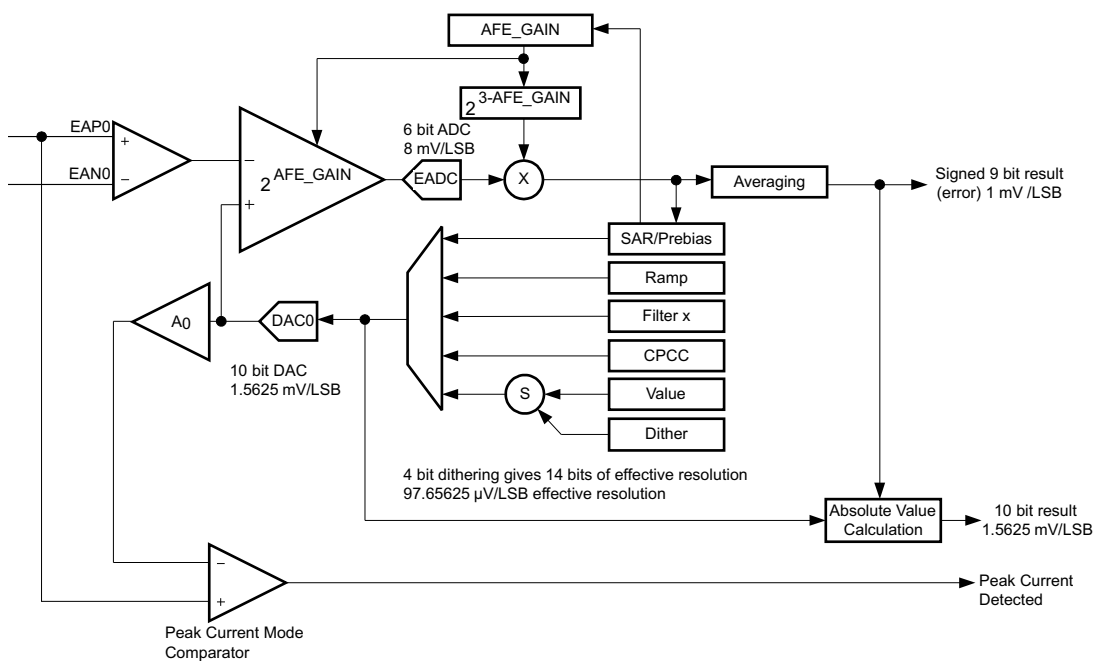 AFE_GAIN
2 3-AFE_GAIN
EAP0
+
EAN0
−
−
2 AFE_GAIN
+
6 bit ADC
8 mV/LSB
EADC
X
Averaging
Signed 9 bit result
(error) 1 mV /LSB
SAR/Prebias
Ramp
Filter x
CPCC
Value
Dither
S
A0
DAC0
10 bit DAC
1.5625 mV/LSB
4 bit dithering gives 14 bits of effective resolution
97.65625 µV/LSB effective resolution
Absolute Value
Calculation
10 bit result
1.5625 mV/LSB
−
+
Peak Current
Detected
Peak Current Mode
Comparator